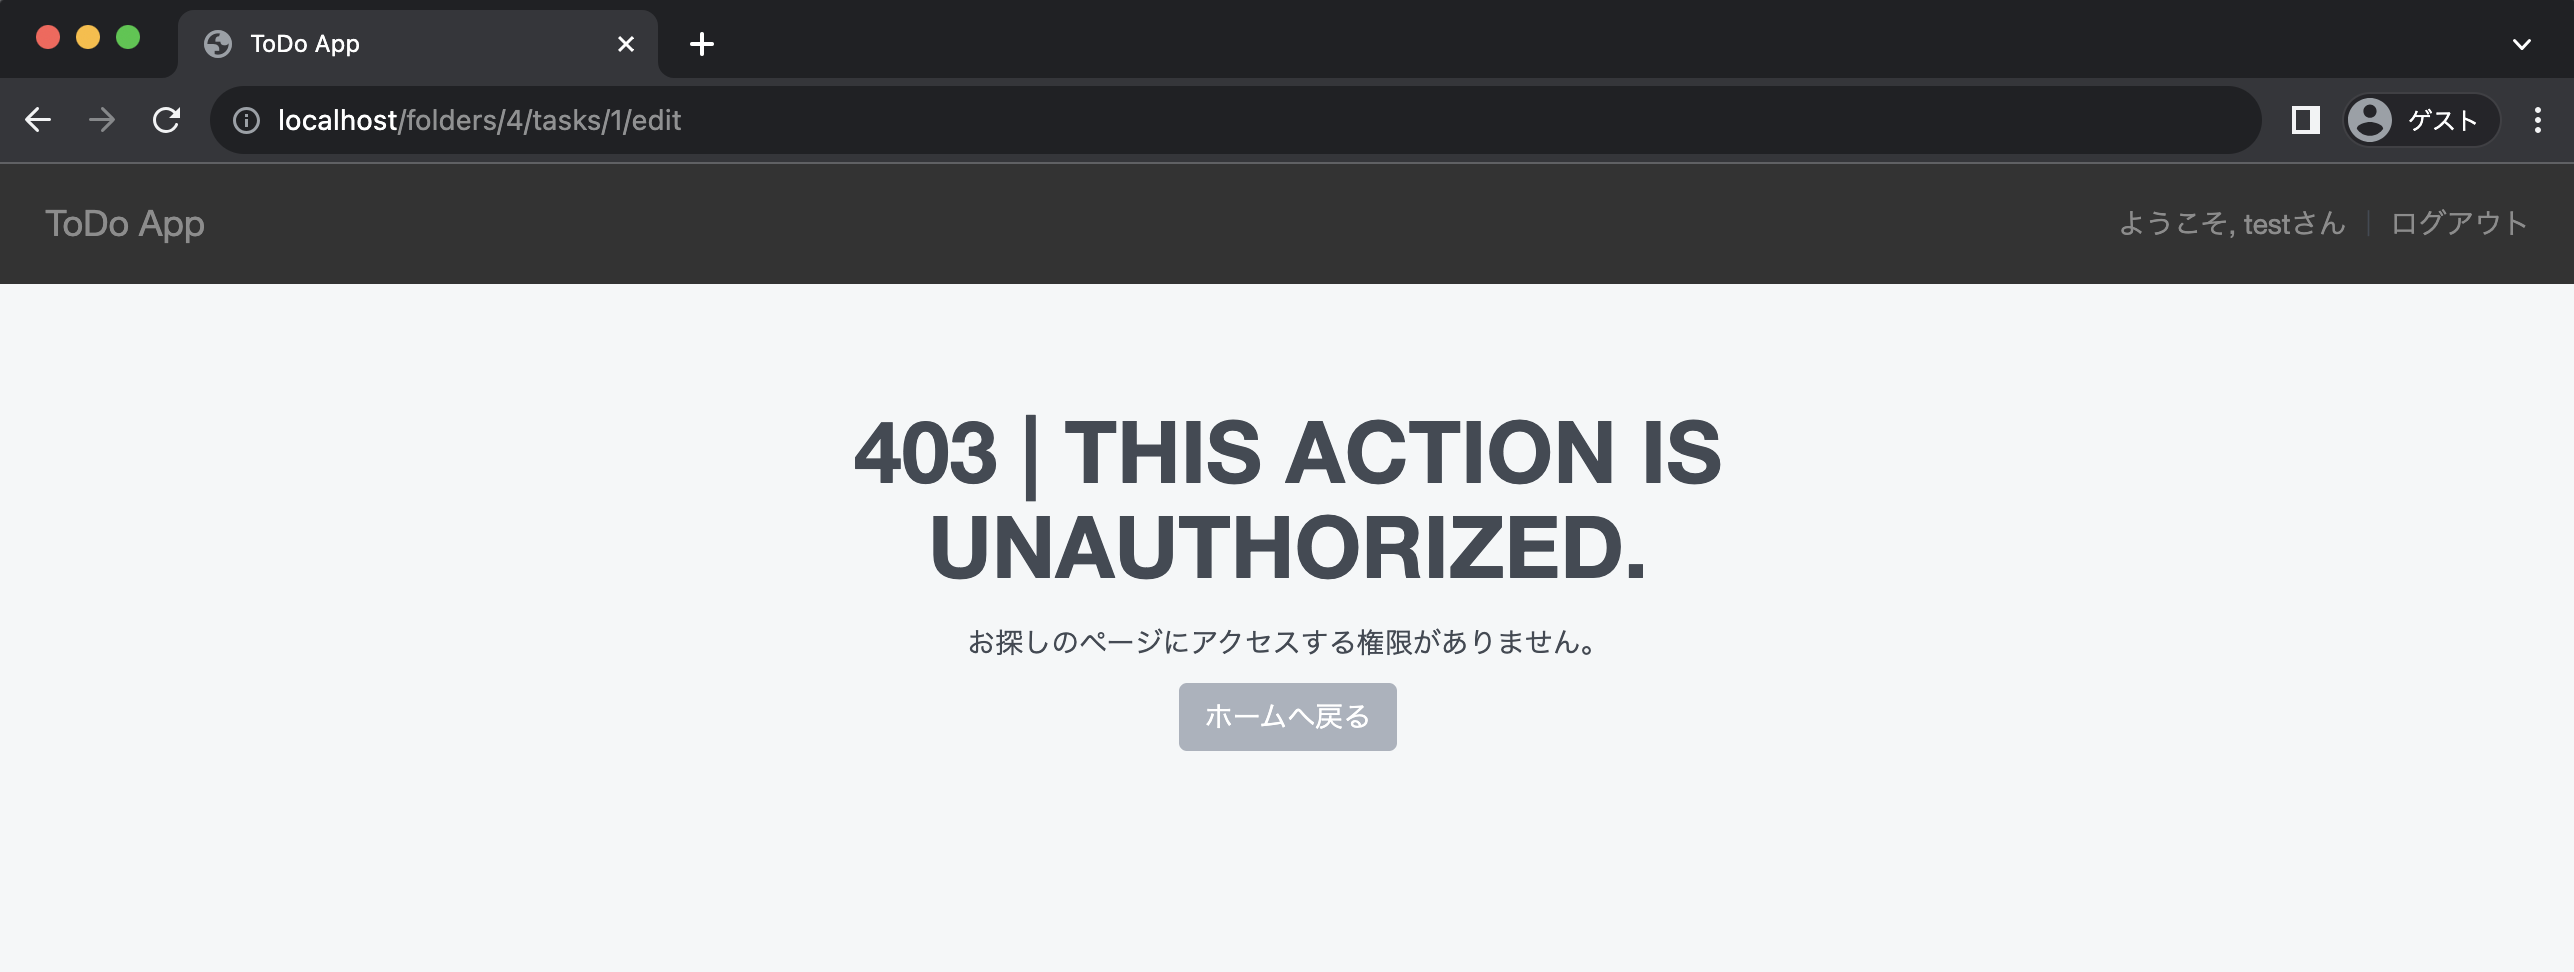 ToDo App
localhost/folders/4/tasks/1/edit
ゲスト
ToDo App
ようこそ, testさん | ログアウト
403 | THIS ACTION IS
UNAUTHORIZED.
お探しのページにアクセスする権限がありません。
ホームへ戻る